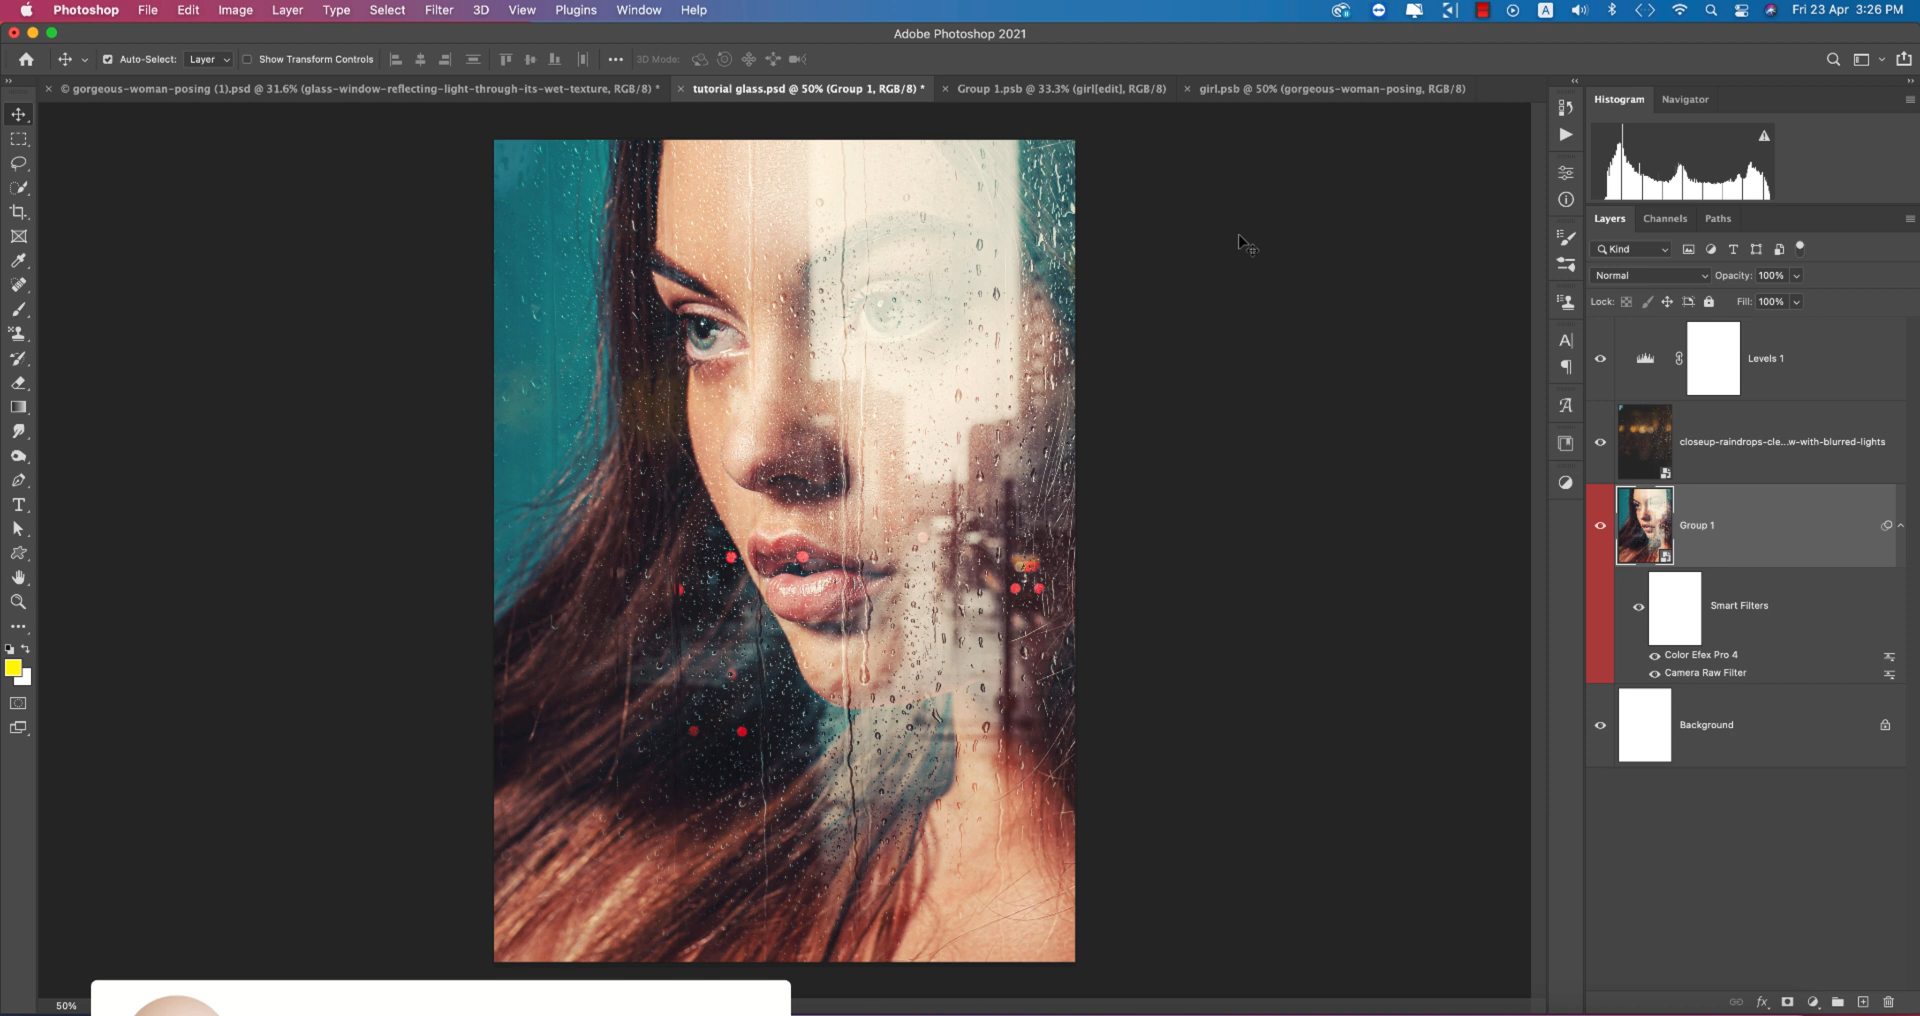 Photoshop File Edit Image Layer Type Select Filter 3D View Plugins Window Help A Fri 23 Apr 3:26 PM
Adobe Photoshop 2021
Auto-Select: Layer Show Transform Controls ••• 3D Mode:
× © gorgeous-woman-posing (1).psd @ 31.6% (glass-window-reflecting-light-through-its-wet-texture, RGB/8) * × tutorial glass.psd @ 50% (Group 1, RGB/8) * × Group 1.psb @ 33.3% (girl[edit], RGB/8) × girl.psb @ 50% (gorgeous-woman-posing, RGB/8)
Histogram Navigator
Layers Channels Paths
Kind
Normal Opacity: 100%
Lock: Fill: 100%
Levels 1
closeup-raindrops-cle...w-with-blurred-lights
Group 1
Smart Filters
Color Efex Pro 4
Camera Raw Filter
Background
50%
fx